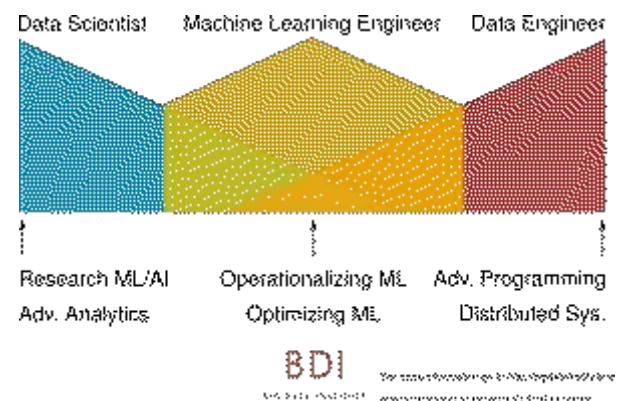 Data Scientist Machine Learning Engineer Data Engineer
Research ML/AI Operationalizing ML Adv. Programming
Adv. Analytics Optimizing ML Distributed Sys.
BDI